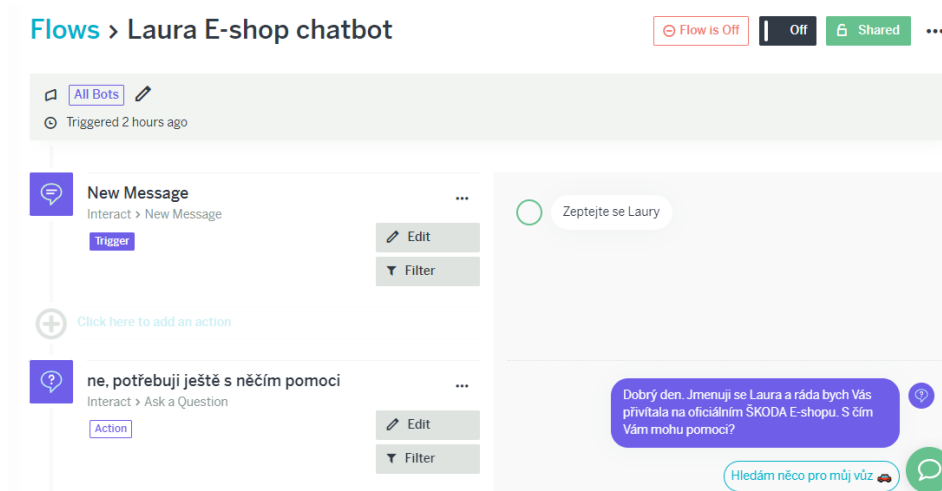 Flows > Laura E-shop chatbot
Flow is Off
Off
Shared
All Bots
Triggered 2 hours ago
New Message
Interact > New Message
Trigger
Edit
Filter
Zeptejte se Laury
Click here to add an action
ne, potřebuji ještě s něčím pomoci
Interact > Ask a Question
Action
Edit
Filter
Dobrý den. Jmenuji se Laura a ráda bych Vás
přivítala na oficiálním ŠKODA E-shopu. S čím
Vám mohu pomoci?
Hledám něco pro můj vůz 🚗